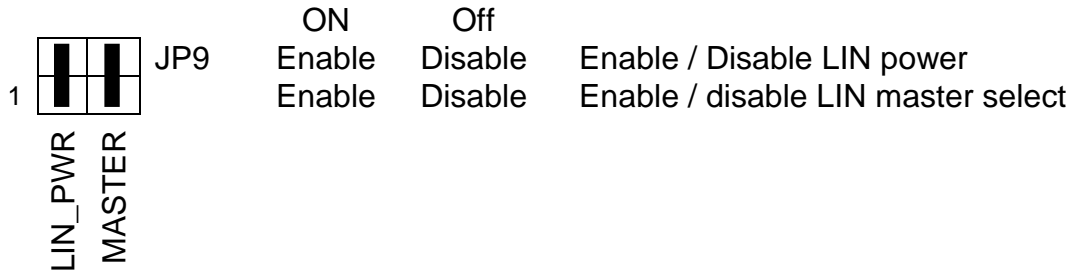 ON Off
JP9 Enable Disable Enable / Disable LIN power
1 Enable Disable Enable / disable LIN master select
LIN_PWR
MASTER